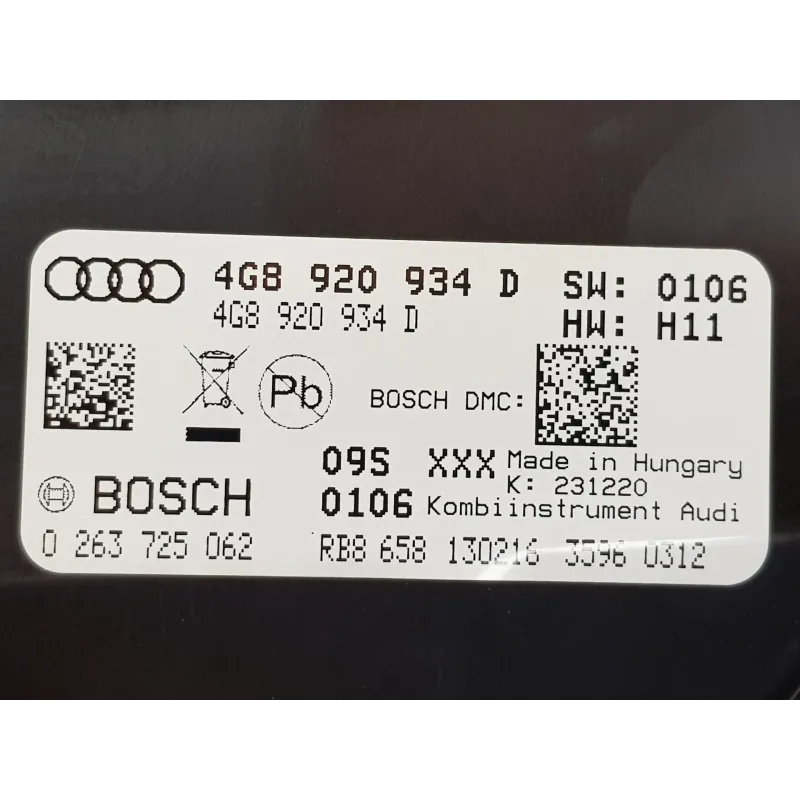 4G8 920 934 D SW: 0106
4G8 920 934 D HW: H11
Pb BOSCH DMC:
09S XXX Made in Hungary
K: 231220
BOSCH 0106 Kombiinstrument Audi
0 263 725 062 RB8 658 130216 3596 0312